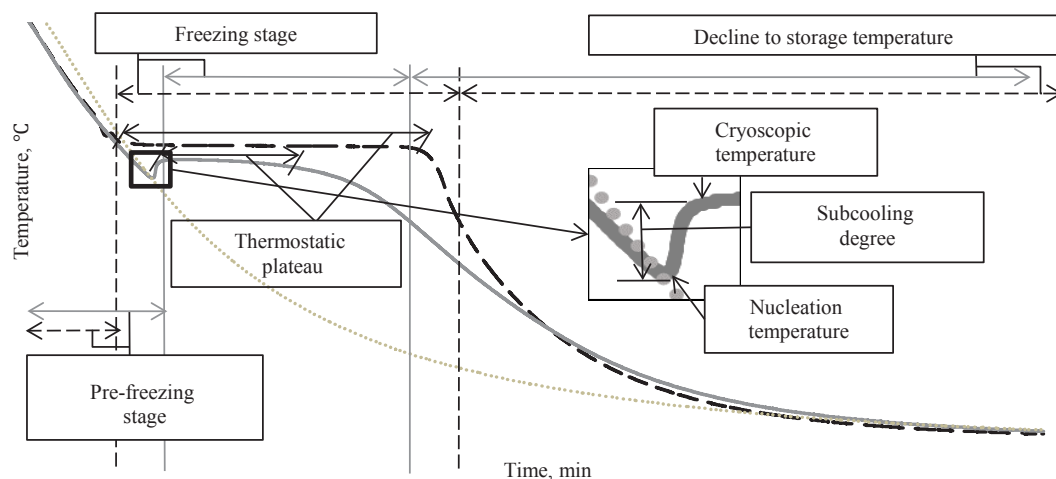 Freezing stage
Decline to storage temperature
Temperature, °C
Cryoscopic
temperature
Subcooling
degree
Thermostatic
plateau
Nucleation
temperature
Pre-freezing
stage
Time, min